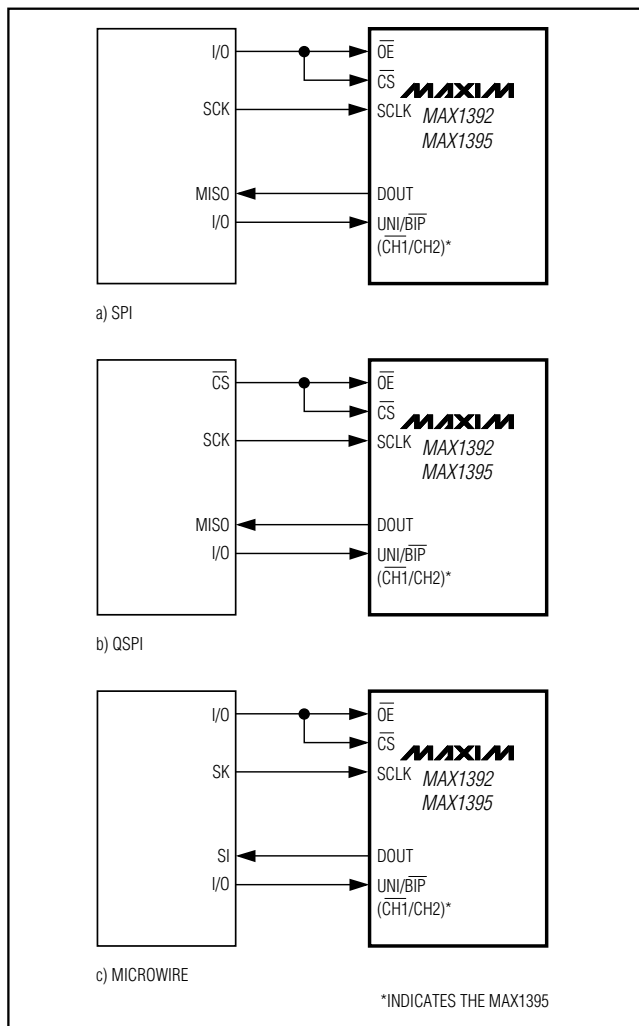 I/O OE
CS
MAXIM
SCK SCLK MAX1392
MAX1395
MISO DOUT
I/O UNI/BIP
(CH1/CH2)*
a) SPI
CS OE
CS
MAXIM
SCK SCLK MAX1392
MAX1395
MISO DOUT
I/O UNI/BIP
(CH1/CH2)*
b) QSPI
I/O OE
CS
MAXIM
SK SCLK MAX1392
MAX1395
SI DOUT
I/O UNI/BIP
(CH1/CH2)*
c) MICROWIRE
*INDICATES THE MAX1395